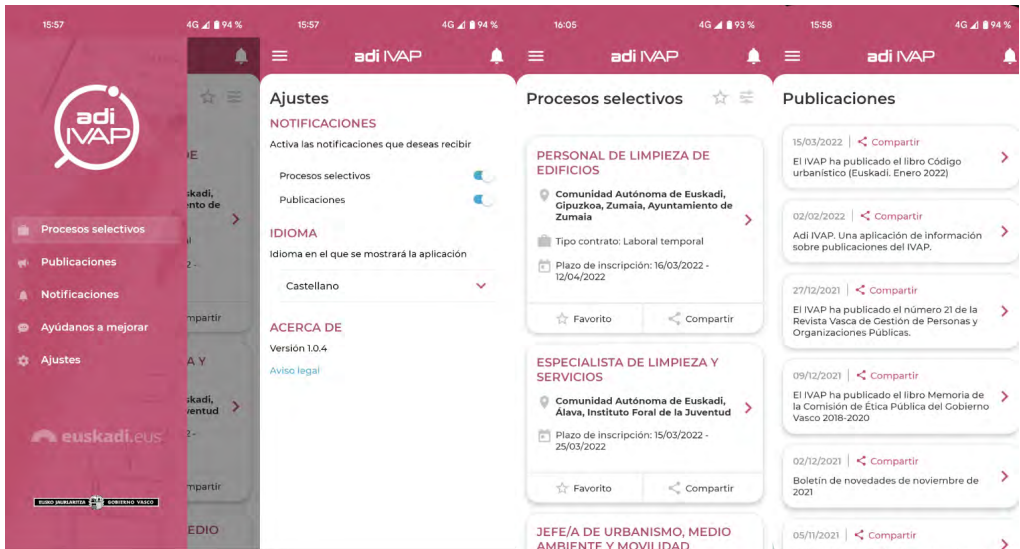 15:57
4G 94 %
adi
IVAP
Procesos selectivos
Publicaciones
Notificaciones
Ayúdanos a mejorar
Ajustes
euskadi.eus
EUSKO JAURLARITZA GOBIERNO VASCO
DE
skadi,
nto de
2 -
mpartir
A Y
skadi,
ventud
2 -
mpartir
EDIO
15:57
4G 94 %
adi IVAP
Ajustes
NOTIFICACIONES
Activa las notificaciones que deseas recibir
Procesos selectivos
Publicaciones
IDIOMA
Idioma en el que se mostrará la aplicación
Castellano
ACERCA DE
Versión 1.0.4
Aviso legal
16:05
4G 93 %
adi IVAP
Procesos selectivos
PERSONAL DE LIMPIEZA DE
EDIFICIOS
Comunidad Autónoma de Euskadi,
Gipuzkoa, Zumaia, Ayuntamiento de
Zumaia
Tipo contrato: Laboral temporal
Plazo de inscripción: 16/03/2022 -
12/04/2022
Favorito
Compartir
ESPECIALISTA DE LIMPIEZA Y
SERVICIOS
Comunidad Autónoma de Euskadi,
Álava, Instituto Foral de la Juventud
Plazo de inscripción: 15/03/2022 -
25/03/2022
Favorito
Compartir
JEFE/A DE URBANISMO, MEDIO
AMBIENTE Y MOVILIDAD
15:58
4G 94 %
adi IVAP
Publicaciones
15/03/2022 | Compartir
El IVAP ha publicado el libro Código
urbanístico (Euskadi. Enero 2022)
02/02/2022 | Compartir
Adi IVAP. Una aplicación de información
sobre publicaciones del IVAP.
27/12/2021 | Compartir
El IVAP ha publicado el número 21 de la
Revista Vasca de Gestión de Personas y
Organizaciones Públicas.
09/12/2021 | Compartir
El IVAP ha publicado el libro Memoria de
la Comisión de Ética Pública del Gobierno
Vasco 2018-2020
02/12/2021 | Compartir
Boletín de novedades de noviembre de
2021
05/11/2021 | Compartir